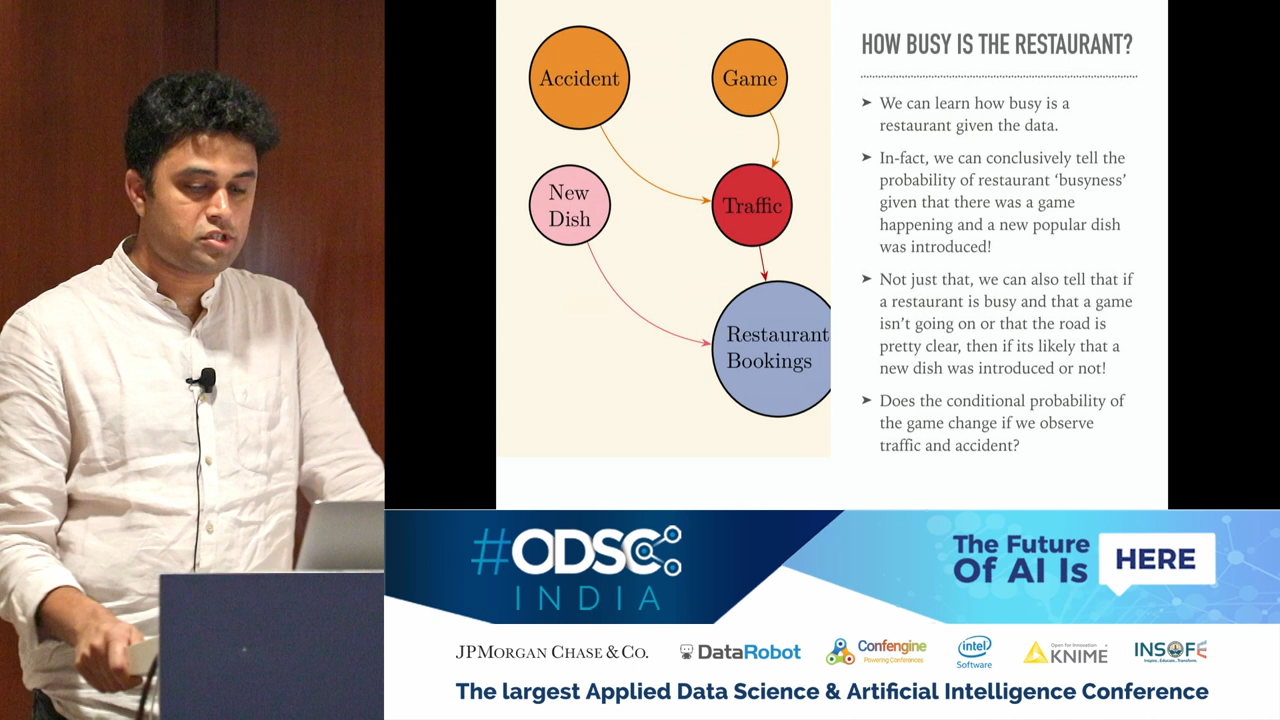 Accident
Game
New
Dish
Traffic
Restaurant
Bookings
HOW BUSY IS THE RESTAURANT?
➤ We can learn how busy is a
restaurant given the data.
➤ In-fact, we can conclusively tell the
probability of restaurant ‘busyness’
given that there was a game
happening and a new popular dish
was introduced!
➤ Not just that, we can also tell that if
a restaurant is busy and that a game
isn’t going on or that the road is
pretty clear, then if its likely that a
new dish was introduced or not!
➤ Does the conditional probability of
the game change if we observe
traffic and accident?
#ODSC
INDIA
The Future
Of AI Is HERE
JPMORGAN CHASE & CO.
DataRobot
Confengine
Powering Conferences
intel
Software
Open for Innovation
KNIME
INSOFE
Inspire...Educate...Transform.
The largest Applied Data Science & Artificial Intelligence Conference